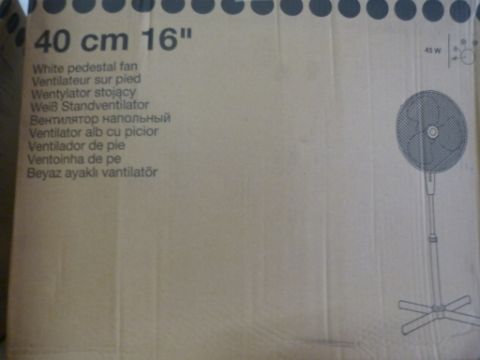 40 cm 16"
45 W
White pedestal fan
Ventilateur sur pied
Wentylator stojący
Weiß Standventilator
Вентилятор напольный
Ventilator alb cu picior
Ventilador de pie
Ventoinha de pe
Beyaz ayaklı vantilatör